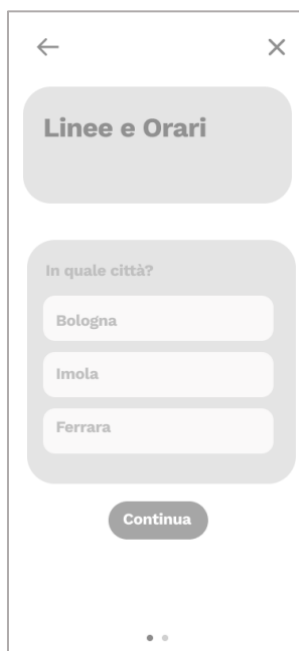 Linee e Orari
In quale città?
Bologna
Imola
Ferrara
Continua